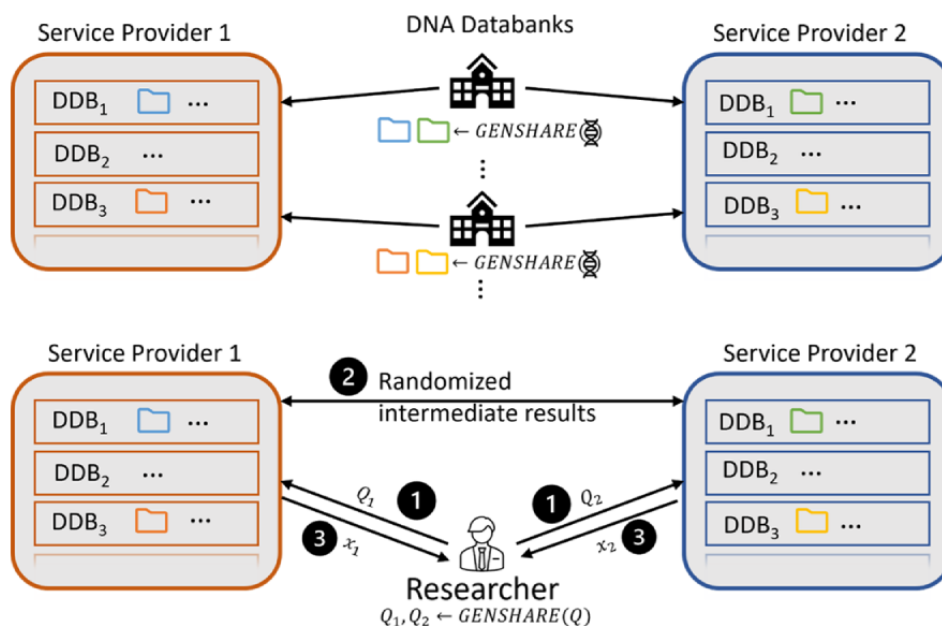 DNA Databanks
Service Provider 1
Service Provider 2
DDB₁ ...
DDB₂ ...
DDB₃ ...
← GENSHARE
⋮
← GENSHARE
⋮
DDB₁ ...
DDB₂ ...
DDB₃ ...
Service Provider 1
Service Provider 2
2 Randomized
intermediate results
DDB₁ ...
DDB₂ ...
DDB₃ ...
Q₁ 1
3 x₁
1 Q₂
x₂ 3
DDB₁ ...
DDB₂ ...
DDB₃ ...
Researcher
Q₁, Q₂ ← GENSHARE(Q)